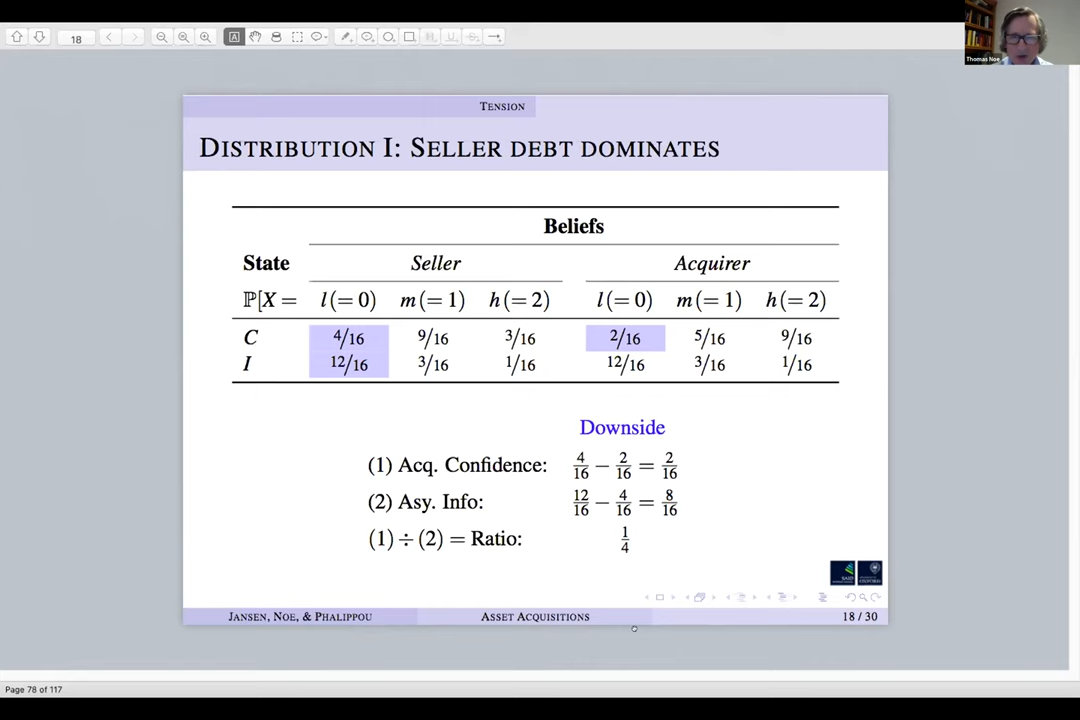 18
Thomas Noe
TENSION
DISTRIBUTION I: SELLER DEBT DOMINATES
Beliefs
State Seller Acquirer
ℙ[X = l(=0) m(=1) h(=2) l(=0) m(=1) h(=2)
C 4/16 9/16 3/16 2/16 5/16 9/16
I 12/16 3/16 1/16 12/16 3/16 1/16
Downside
(1) Acq. Confidence: 4/16 − 2/16 = 2/16
(2) Asy. Info: 12/16 − 4/16 = 8/16
(1) ÷ (2) = Ratio: 1/4
JANSEN, NOE, & PHALIPPOU ASSET ACQUISITIONS 18 / 30
Page 78 of 117